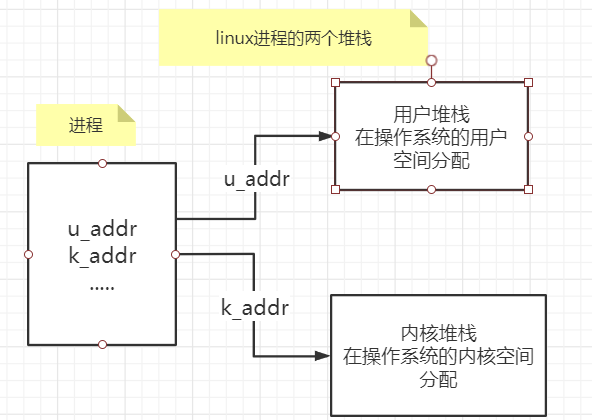 linux进程的两个堆栈
进程
u_addr
k_addr
.....
u_addr
k_addr
用户堆栈
在操作系统的用户
空间分配
内核堆栈
在操作系统的内核空间
分配